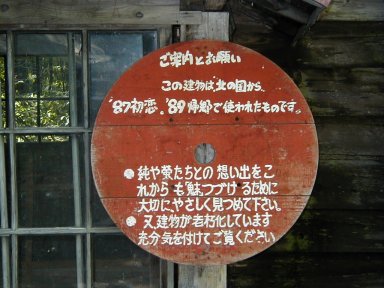 ご案内とお願い
この建物は、北の国から、
'87初恋、'89帰郷で使われたものです。
●純や蛍たちとの想い出をこ
れからも魅つづけるために
大切に、やさしく見つめて下さい。
●又、建物が老朽化しています
充分気を付けてご覧ください